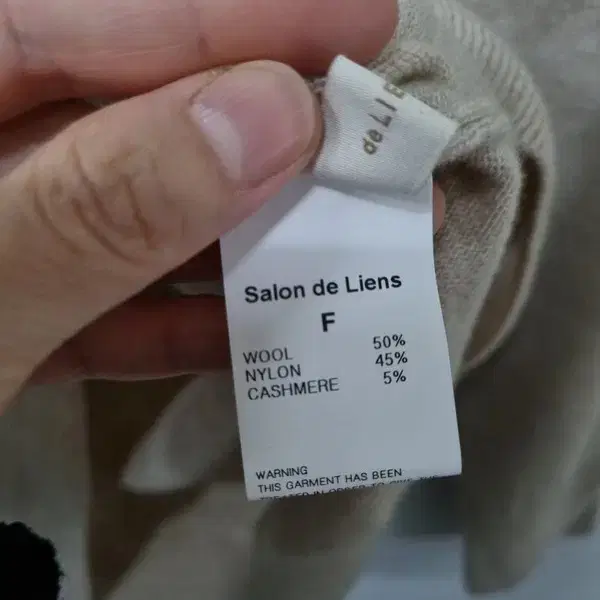 de LIE
Salon de Liens
F
WOOL 50%
NYLON 45%
CASHMERE 5%
WARNING
THIS GARMENT HAS BEEN